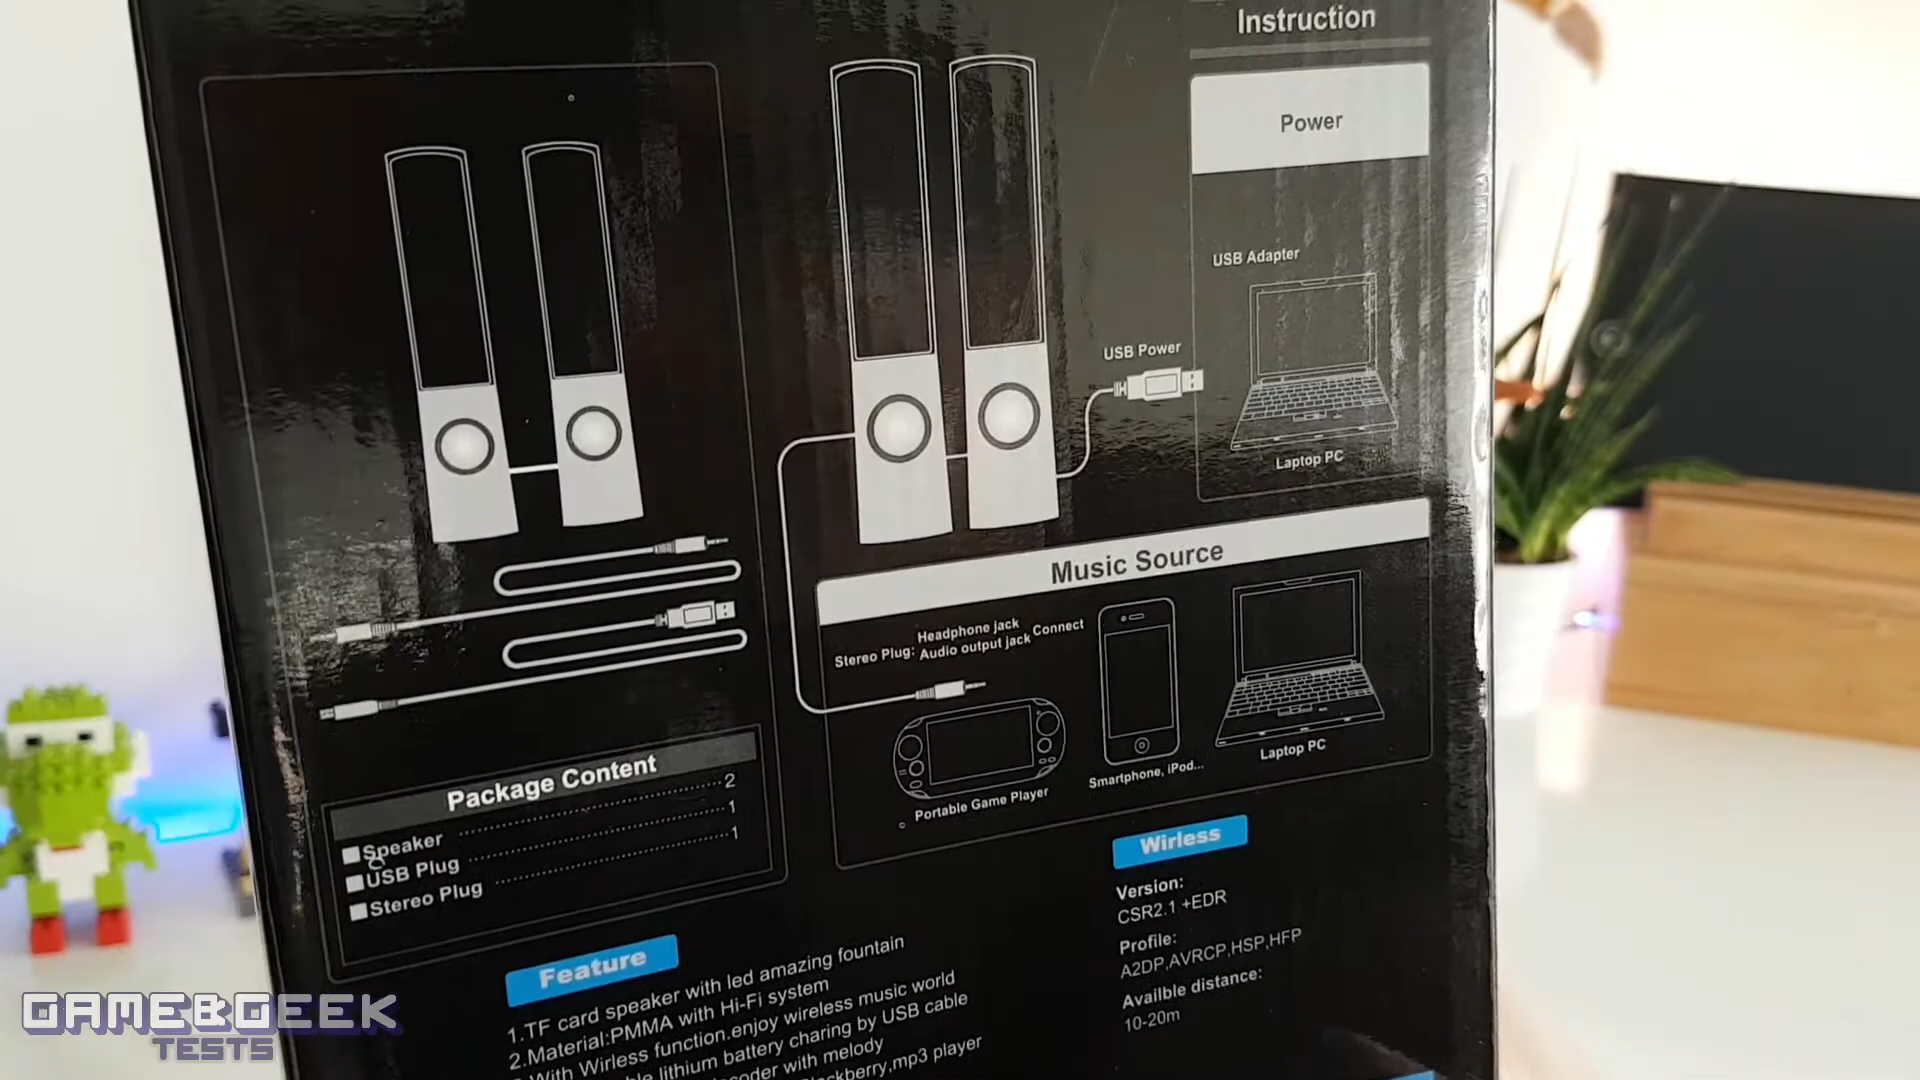 Instruction
Power
USB Adapter
USB Power
Laptop PC
Music Source
Headphone jack
Stereo Plug: Audio output jack Connect
Portable Game Player
Smartphone, iPod...
Laptop PC
Package Content
Speaker 2
USB Plug 1
Stereo Plug 1
Feature
1.TF card speaker with led amazing fountain
2.Material:PMMA with Hi-Fi system
With Wirless function.enjoy wireless music world
lithium battery charing by USB cable
with melody
mp3 player
Wirless
Version:
CSR2.1 +EDR
Profile:
A2DP,AVRCP,HSP,HFP
Availble distance:
10-20m
GAME&GEEK
TESTS